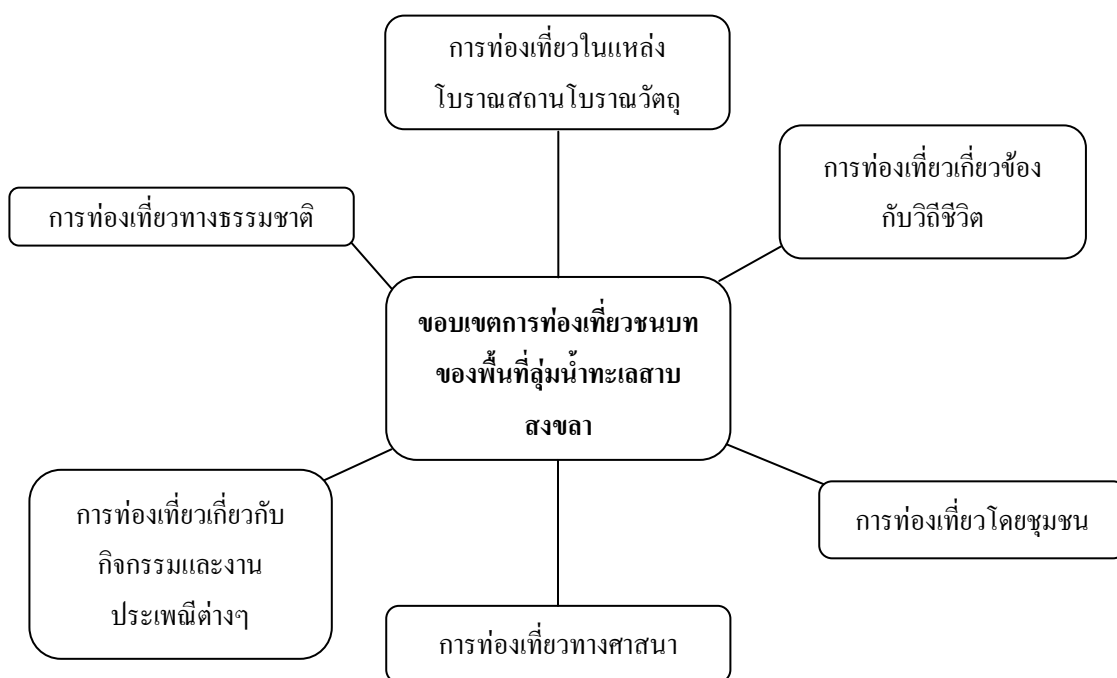 การท่องเที่ยวในแหล่ง
โบราณสถานโบราณวัตถุ
การท่องเที่ยวเกี่ยวข้อง
กับวิถีชีวิต
การท่องเที่ยวทางธรรมชาติ
ขอบเขตการท่องเที่ยวชนบท
ของพื้นที่ลุ่มน้ำทะเลสาบ
สงขลา
การท่องเที่ยวเกี่ยวกับ
กิจกรรมและงาน
ประเพณีต่างๆ
การท่องเที่ยวโดยชุมชน
การท่องเที่ยวทางศาสนา